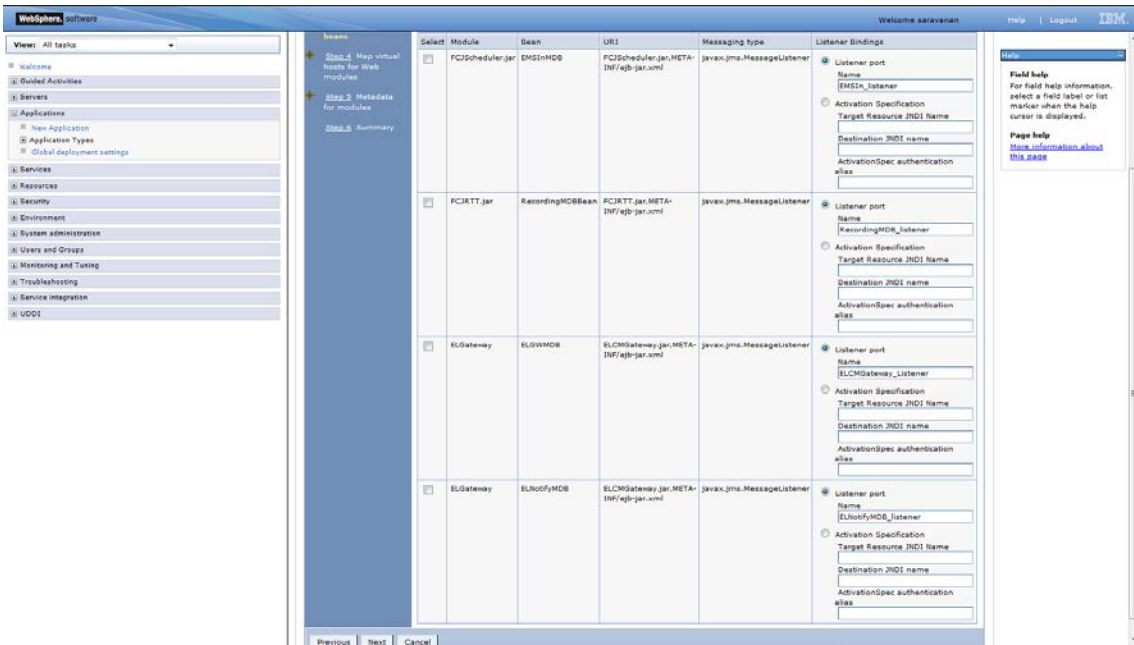 WebSphere. software
Welcome saravanan
Help | Logout
IBM.
View: All tasks
Welcome
Guided Activities
Servers
Applications
New Application
Application Types
Global deployment settings
Services
Resources
Security
Environment
System administration
Users and Groups
Monitoring and Tuning
Troubleshooting
Service integration
UDDI
beans
Step 4 Map virtual
hosts for Web
modules
Step 5 Metadata
for modules
Step 6 Summary
Select Module Bean URI Messaging type Listener Bindings
FCJScheduler.jar EMSInMDB FCJScheduler.jar,META-
INF/ejb-jar.xml
javax.jms.MessageListener
Listener port
Name
EMSIn_listener
Activation Specification
Target Resource JNDI Name
Destination JNDI name
ActivationSpec authentication
alias
FCJRTT.jar RecordingMDBBean FCJRTT.jar,META-
INF/ejb-jar.xml
javax.jms.MessageListener
Listener port
Name
RecordingMDB_listener
Activation Specification
Target Resource JNDI Name
Destination JNDI name
ActivationSpec authentication
alias
ELGateway ELGWMDB ELCMGateway.jar,META-
INF/ejb-jar.xml
javax.jms.MessageListener
Listener port
Name
ELCMGateway_Listener
Activation Specification
Target Resource JNDI Name
Destination JNDI name
ActivationSpec authentication
alias
ELGateway ELNotifyMDB ELCMGateway.jar,META-
INF/ejb-jar.xml
javax.jms.MessageListener
Listener port
Name
ELNotifyMDB_listener
Activation Specification
Target Resource JNDI Name
Destination JNDI name
ActivationSpec authentication
alias
Previous Next Cancel
Help
Field help
For field help information,
select a field label or list
marker when the help
cursor is displayed.
Page help
More information about
this page